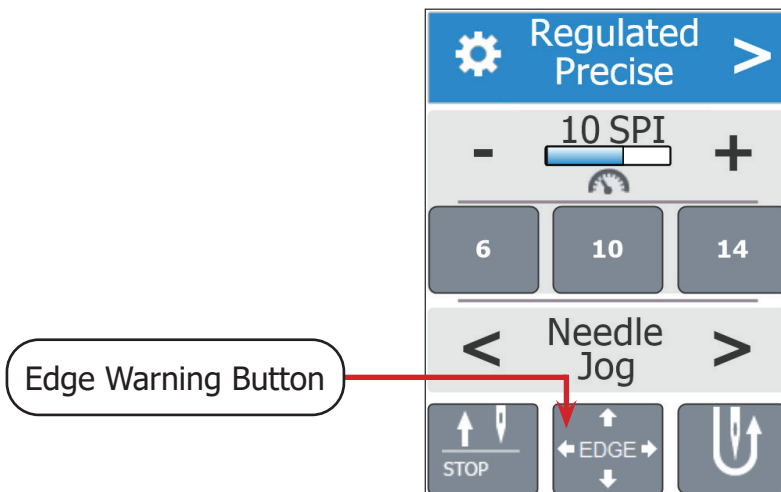 Regulated
Precise
>
- 10 SPI +
6 10 14
< Needle >
Jog
Edge Warning Button
STOP
EDGE